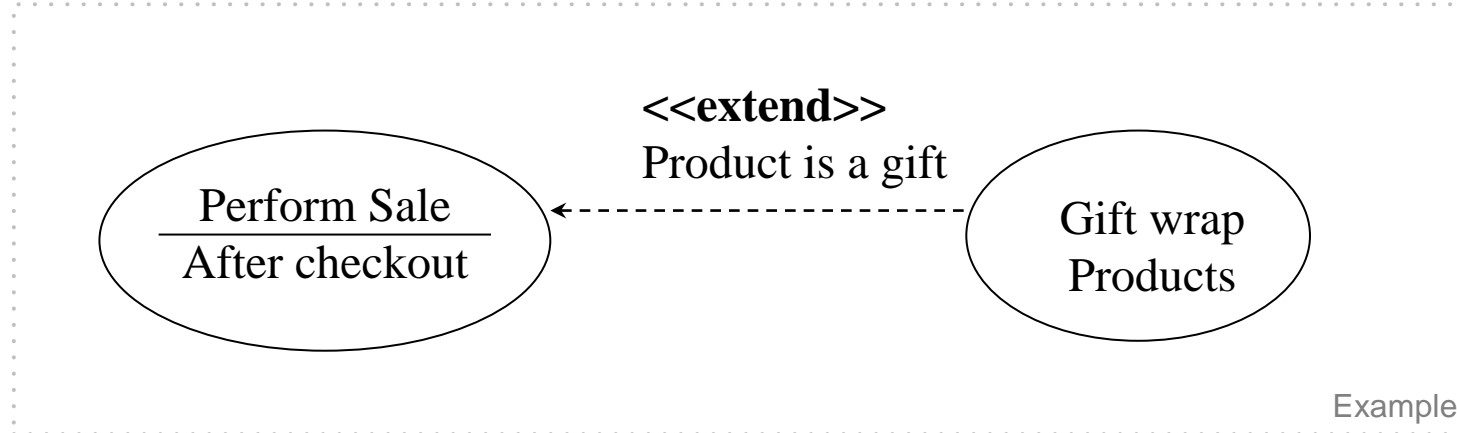 <<extend>>
Product is a gift
Perform Sale
After checkout
Gift wrap
Products
Example